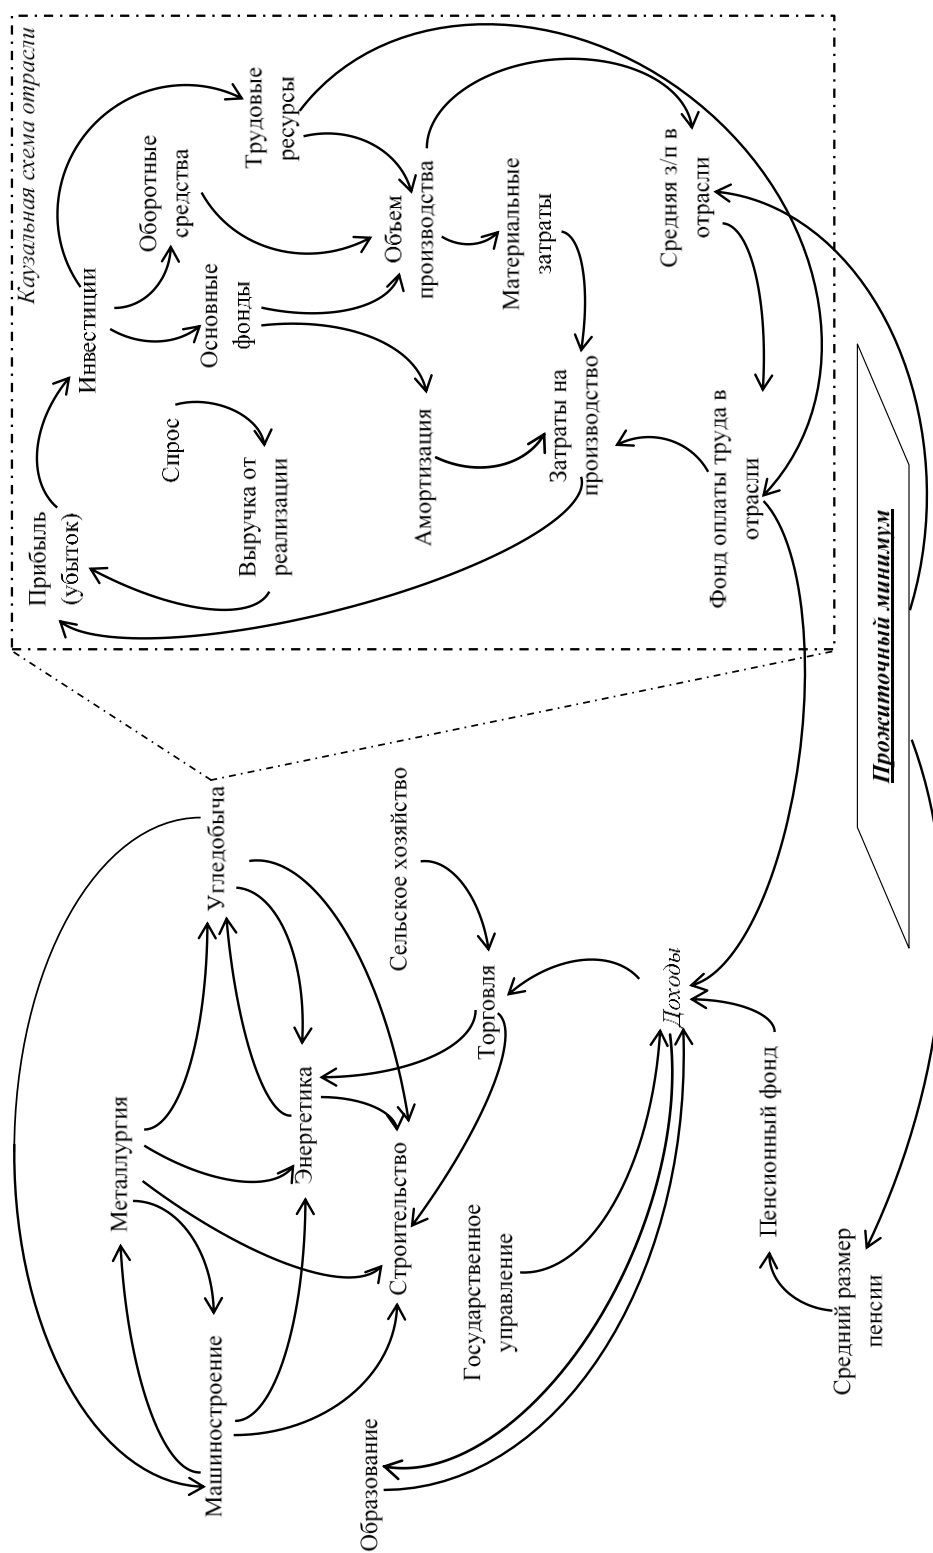 Каузальная схема отрасли
Прибыль
(убыток)
Инвестиции
Оборотные
средства
Трудовые
ресурсы
Спрос
Основные
фонды
Выручка от
реализации
Объем
производства
Амортизация
Материальные
затраты
Затраты на
производство
Средняя з/п в
отрасли
Фонд оплаты труда в
отрасли
Металлургия
Машиностроение
Угледобыча
Энергетика
Строительство
Сельское хозяйство
Образование
Государственное
управление
Торговля
Доходы
Пенсионный фонд
Средний размер
пенсии
Прожиточный минимум